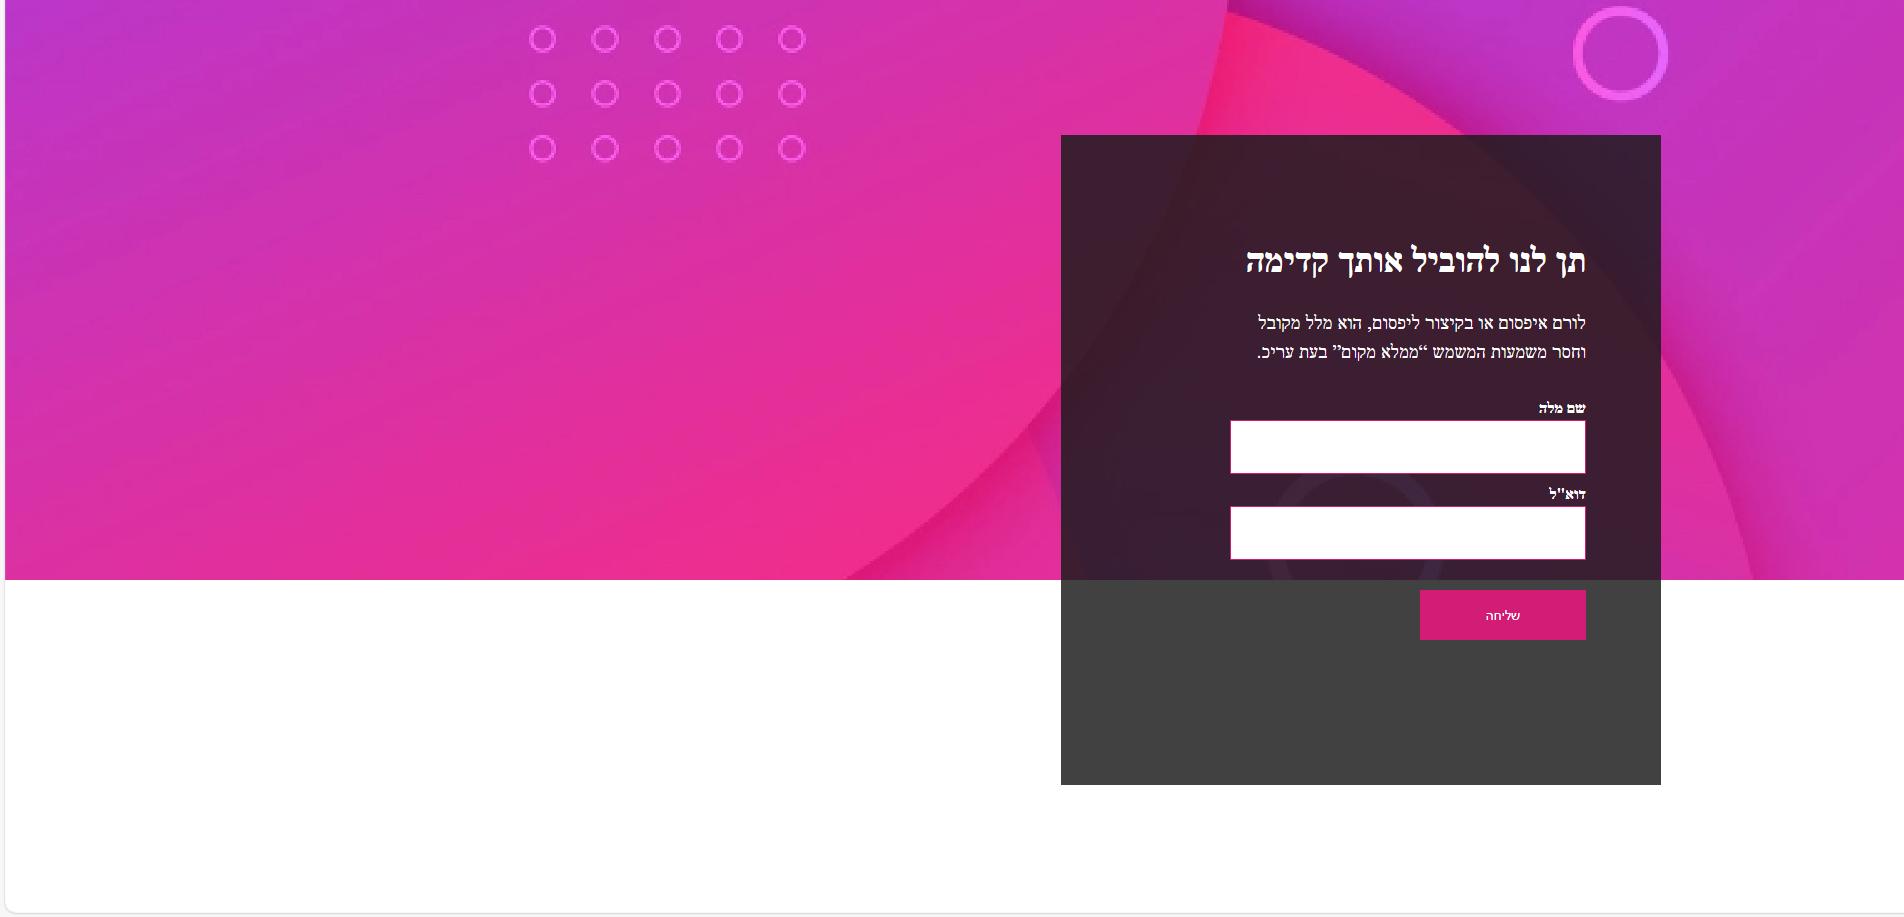 תן לנו להוביל אותך קדימה
לורם איפסום או בקיצור ליפסום, הוא מלל מקובל
וחסר משמעות המשמש “ממלא מקום” בעת עריכ.
שם מלה
דוא"ל
שליחה